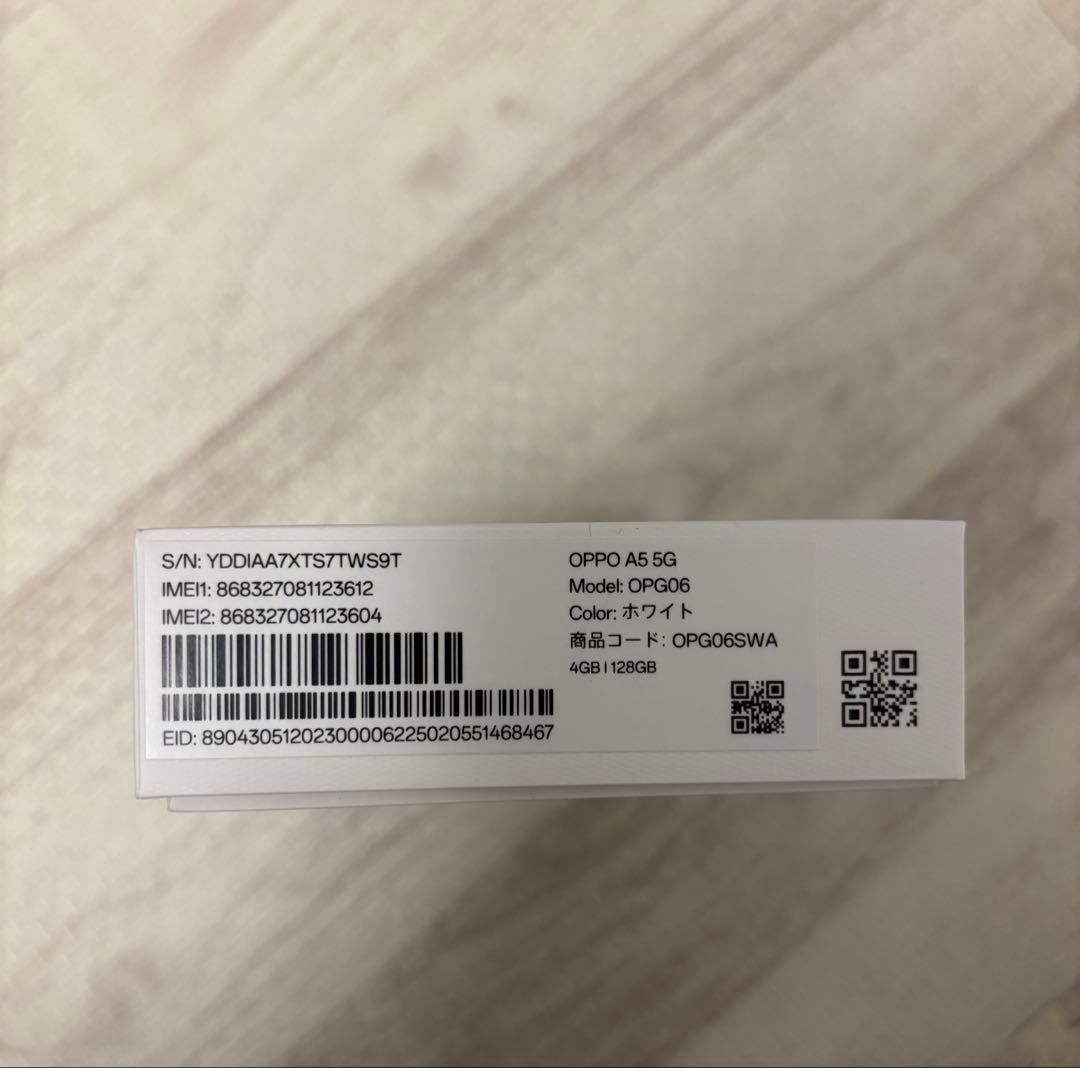 S/N: YDDIAA7XTS7TWS9T
IMEI1: 868327081123612
IMEI2: 868327081123604
EID: 89043051202300006225020551468467
OPPO A5 5G
Model: OPG06
Color: ホワイト
商品コード: OPG06SWA
4GB | 128GB